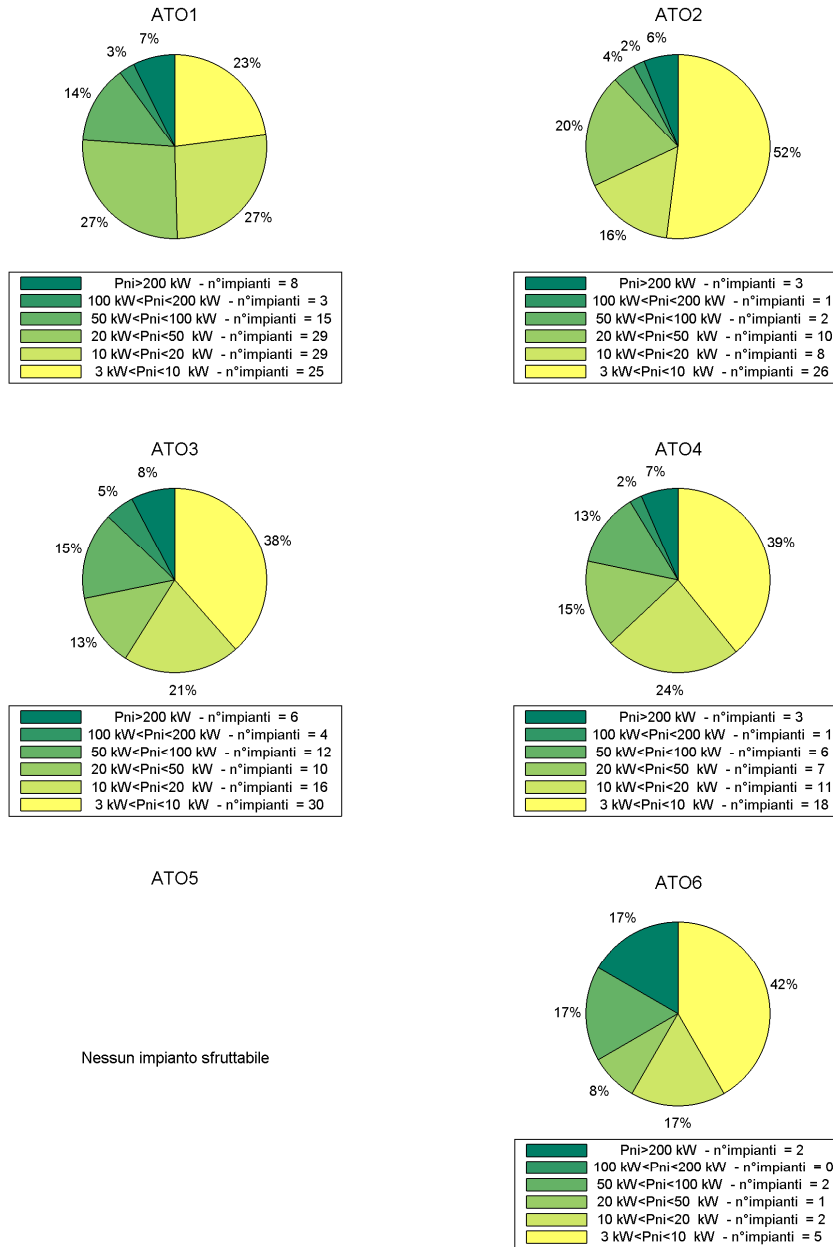 ATO1
7%
3%
23%
14%
27%
27%
Pni>200 kW - n°impianti = 8
100 kW<Pni<200 kW - n°impianti = 3
50 kW<Pni<100 kW - n°impianti = 15
20 kW<Pni<50 kW - n°impianti = 29
10 kW<Pni<20 kW - n°impianti = 29
3 kW<Pni<10 kW - n°impianti = 25
ATO2
6%
2%
4%
20%
52%
16%
Pni>200 kW - n°impianti = 3
100 kW<Pni<200 kW - n°impianti = 1
50 kW<Pni<100 kW - n°impianti = 2
20 kW<Pni<50 kW - n°impianti = 10
10 kW<Pni<20 kW - n°impianti = 8
3 kW<Pni<10 kW - n°impianti = 26
ATO3
8%
5%
38%
15%
13%
21%
Pni>200 kW - n°impianti = 6
100 kW<Pni<200 kW - n°impianti = 4
50 kW<Pni<100 kW - n°impianti = 12
20 kW<Pni<50 kW - n°impianti = 10
10 kW<Pni<20 kW - n°impianti = 16
3 kW<Pni<10 kW - n°impianti = 30
ATO4
7%
2%
13%
39%
15%
24%
Pni>200 kW - n°impianti = 3
100 kW<Pni<200 kW - n°impianti = 1
50 kW<Pni<100 kW - n°impianti = 6
20 kW<Pni<50 kW - n°impianti = 7
10 kW<Pni<20 kW - n°impianti = 11
3 kW<Pni<10 kW - n°impianti = 18
ATO5
Nessun impianto sfruttabile
ATO6
17%
42%
17%
8%
17%
Pni>200 kW - n°impianti = 2
100 kW<Pni<200 kW - n°impianti = 0
50 kW<Pni<100 kW - n°impianti = 2
20 kW<Pni<50 kW - n°impianti = 1
10 kW<Pni<20 kW - n°impianti = 2
3 kW<Pni<10 kW - n°impianti = 5